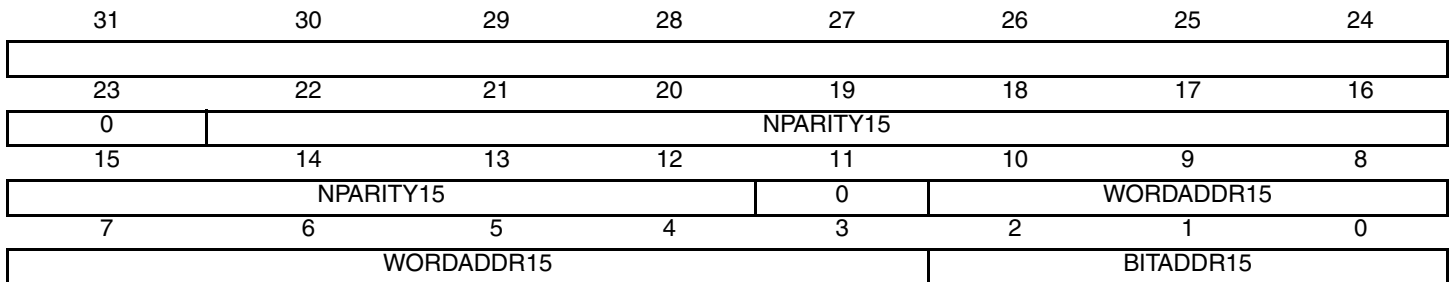 31 30 29 28 27 26 25 24
23 22 21 20 19 18 17 16
0 NPARITY15
15 14 13 12 11 10 9 8
NPARITY15 0 WORDADDR15
7 6 5 4 3 2 1 0
WORDADDR15 BITADDR15